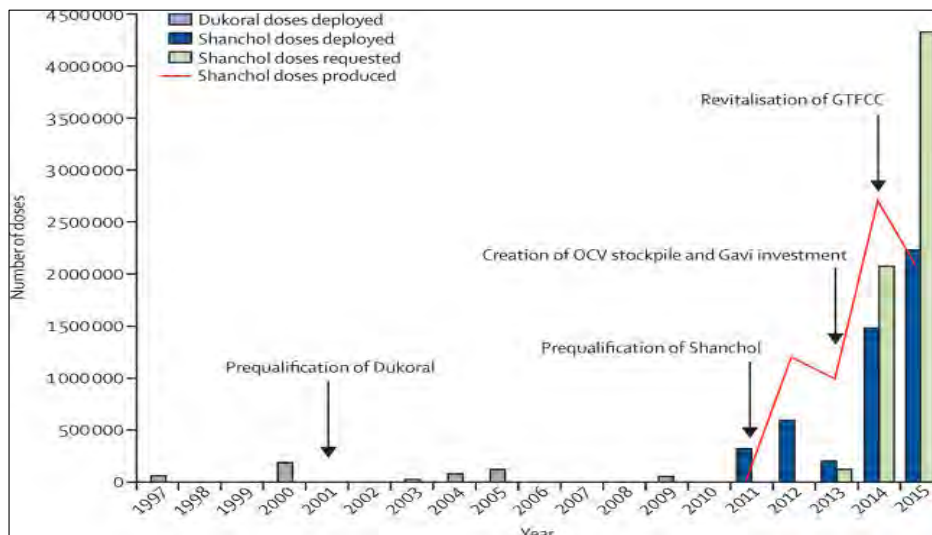 Dukoral doses deployed
Shanchol doses deployed
Shanchol doses requested
Shanchol doses produced
Revitalisation of GTFCC
Creation of OCV stockpile and Gavi investment
Prequalification of Shanchol
Prequalification of Dukoral
Number of doses
4500000
4000000
3500000
3000000
2500000
2000000
1500000
1000000
500000
0
1997
1998
1999
2000
2001
2002
2003
2004
2005
2006
2007
2008
2009
2010
2011
2012
2013
2014
2015
Year